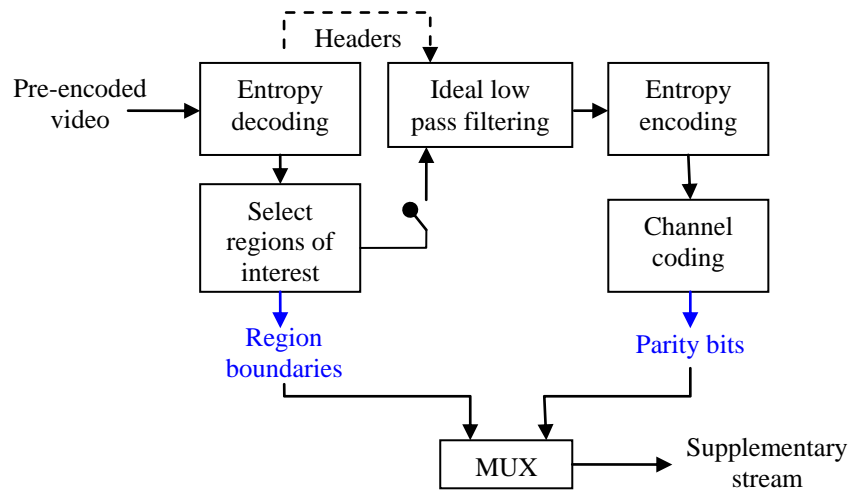 Headers
Pre-encoded
video
Entropy
decoding
Ideal low
pass filtering
Entropy
encoding
Select
regions of
interest
Channel
coding
Region
boundaries
Parity bits
MUX
Supplementary
stream